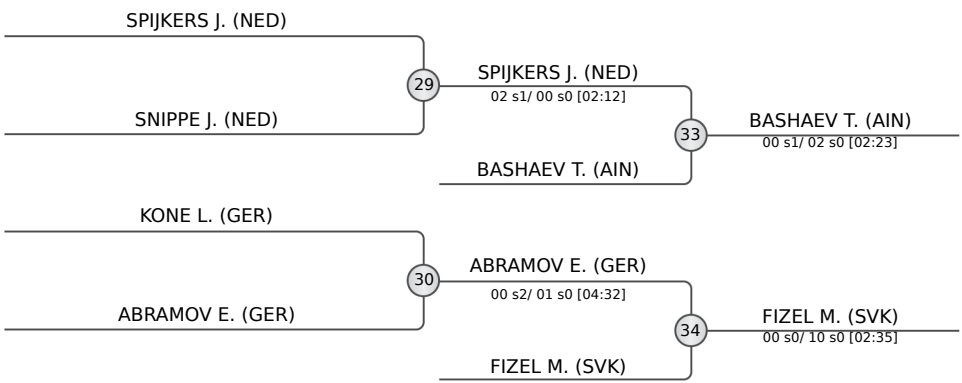 SPIJKERS J. (NED)
29
SNIPPE J. (NED)
SPIJKERS J. (NED)
02 s1/ 00 s0 [02:12]
33
BASHAEV T. (AIN)
BASHAEV T. (AIN)
00 s1/ 02 s0 [02:23]
KONE L. (GER)
30
ABRAMOV E. (GER)
ABRAMOV E. (GER)
00 s2/ 01 s0 [04:32]
34
FIZEL M. (SVK)
FIZEL M. (SVK)
00 s0/ 10 s0 [02:35]